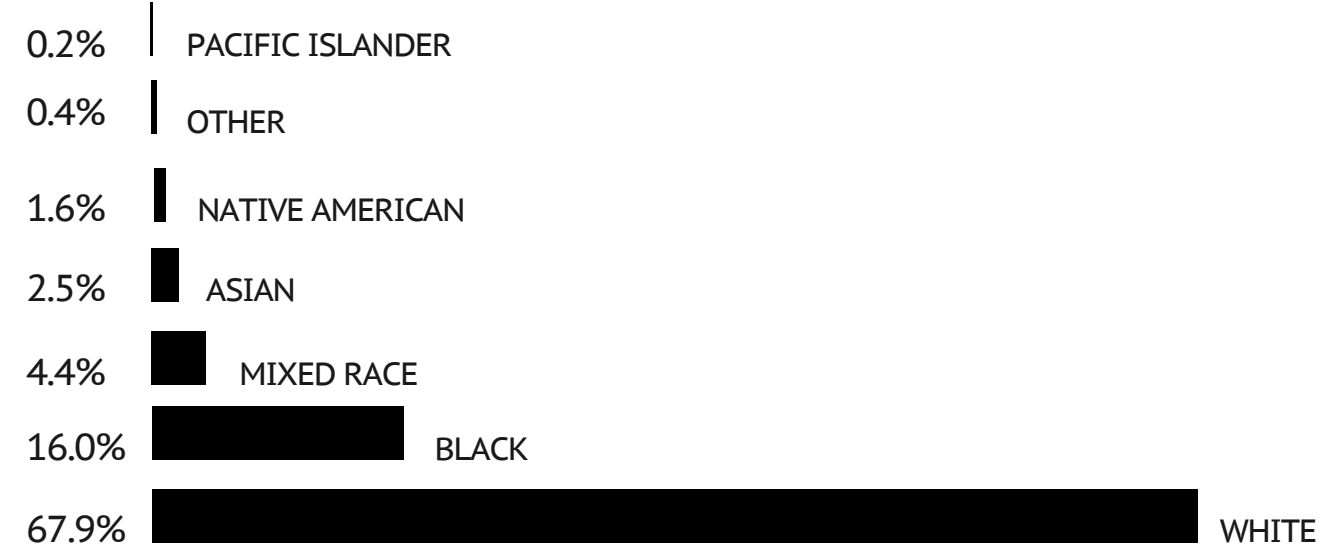 0.2% PACIFIC ISLANDER
0.4% OTHER
1.6% NATIVE AMERICAN
2.5% ASIAN
4.4% MIXED RACE
16.0% BLACK
67.9% WHITE